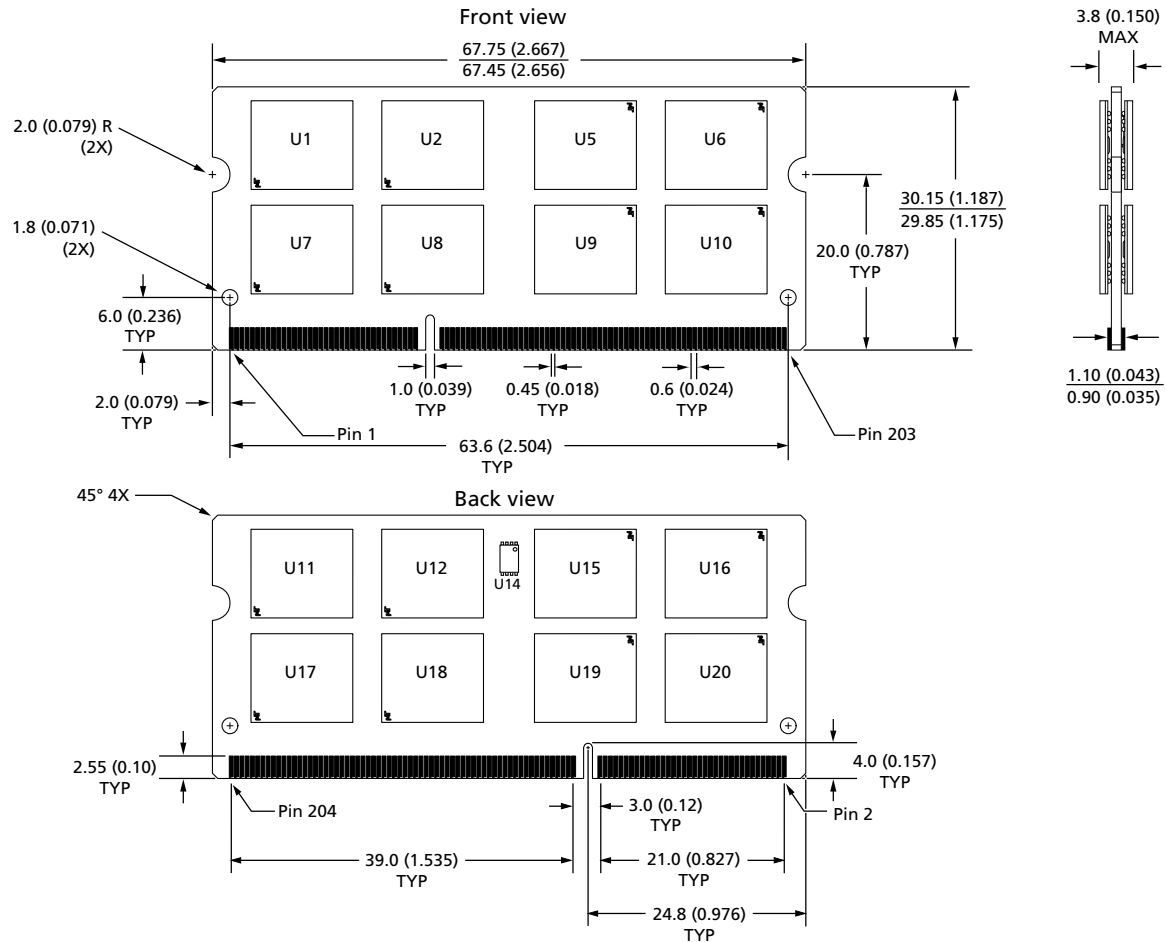 Front view
3.8 (0.150)
MAX
67.75 (2.667)
67.45 (2.656)
2.0 (0.079) R
(2X)
U1
U2
U5
U6
1.8 (0.071)
(2X)
U7
U8
U9
U10
30.15 (1.187)
29.85 (1.175)
20.0 (0.787)
TYP
6.0 (0.236)
TYP
2.0 (0.079)
TYP
1.0 (0.039)
TYP
0.45 (0.018)
TYP
0.6 (0.024)
TYP
1.10 (0.043)
0.90 (0.035)
Pin 1
63.6 (2.504)
TYP
Pin 203
45° 4X
Back view
U11
U12
U14
U15
U16
U17
U18
U19
U20
2.55 (0.10)
TYP
4.0 (0.157)
TYP
Pin 204
3.0 (0.12)
TYP
Pin 2
39.0 (1.535)
TYP
21.0 (0.827)
TYP
24.8 (0.976)
TYP